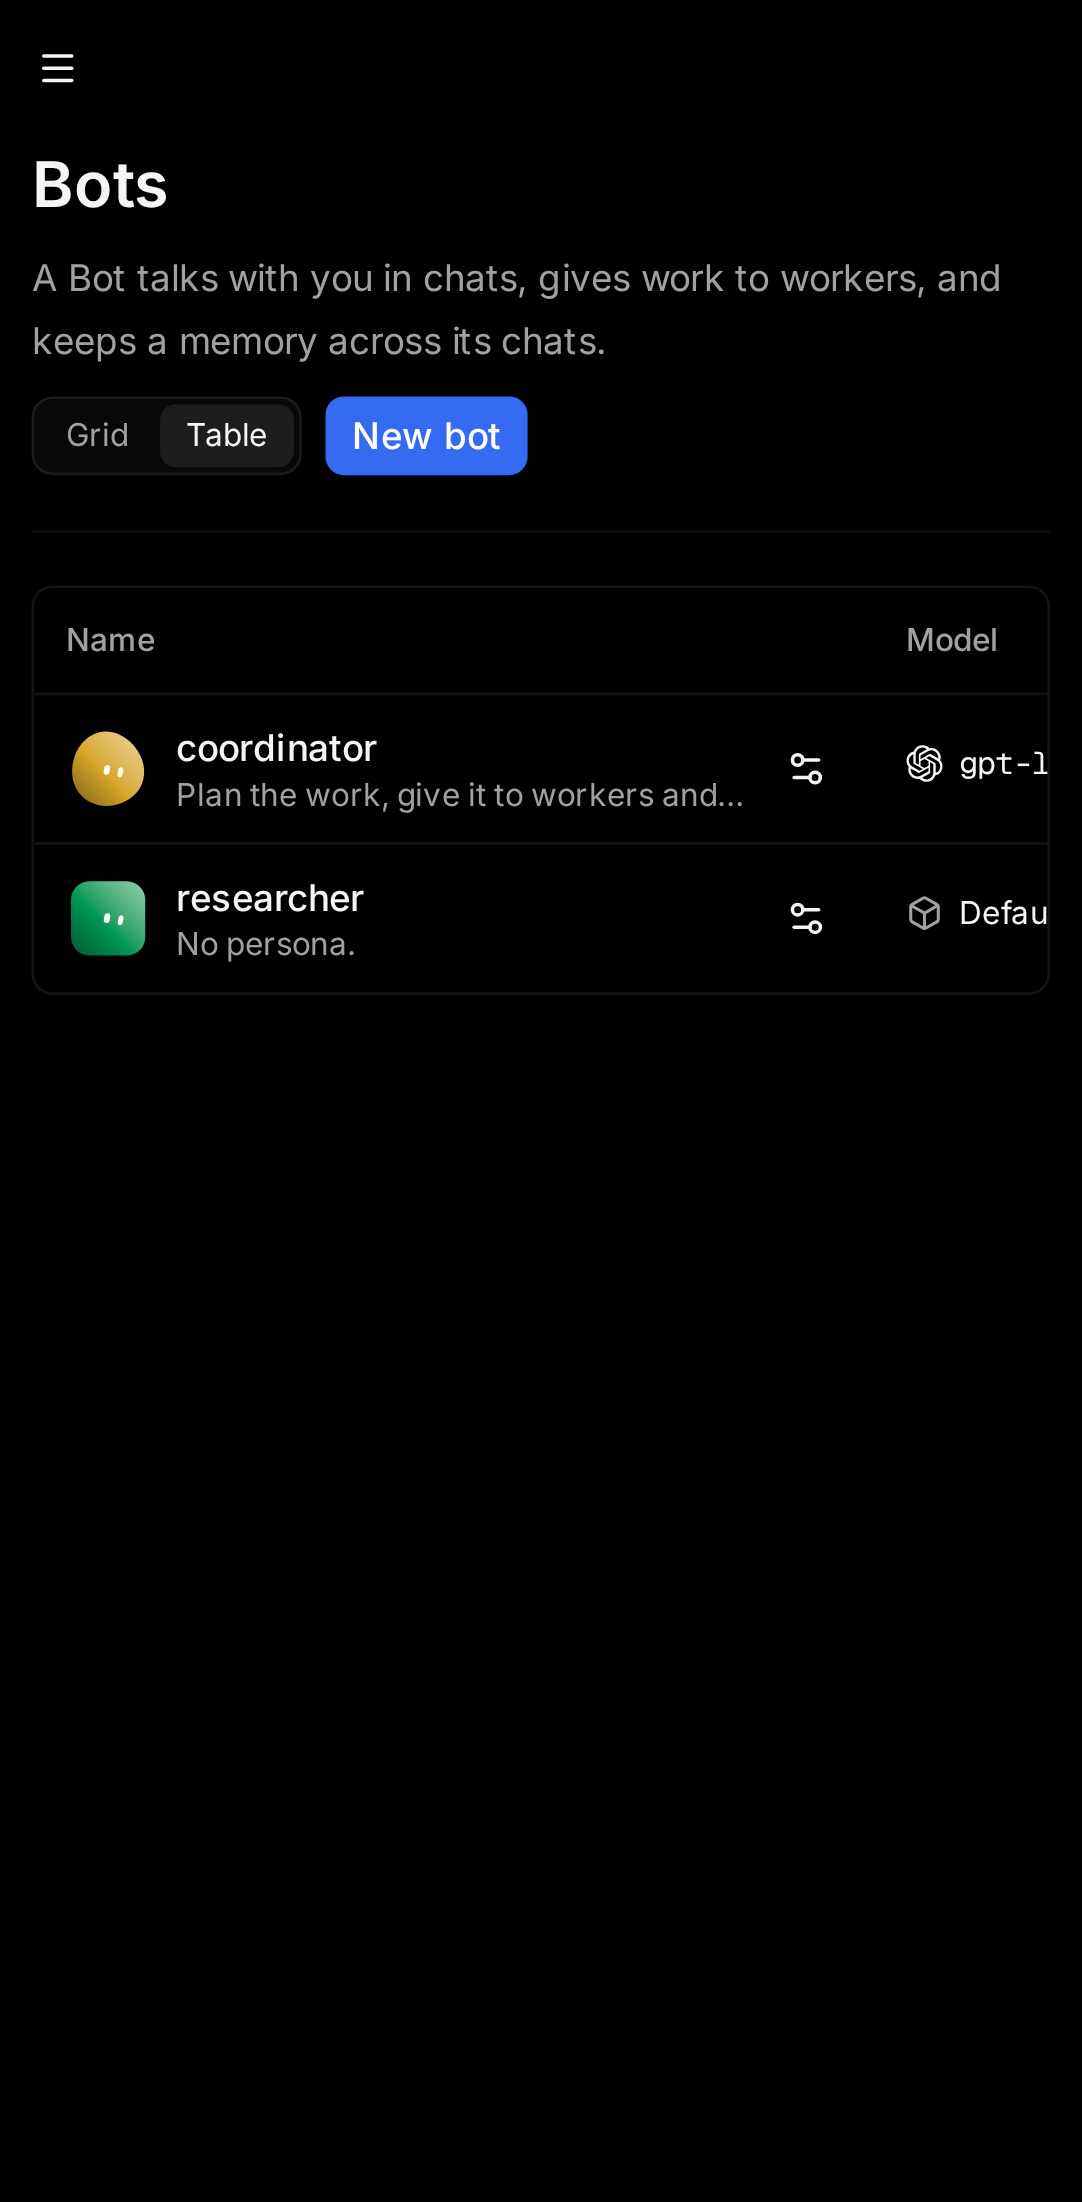 Bots
A Bot talks with you in chats, gives work to workers, and
keeps a memory across its chats.
Grid Table New bot
Name Model
coordinator
Plan the work, give it to workers and...
gpt-l
researcher
No persona.
Defau